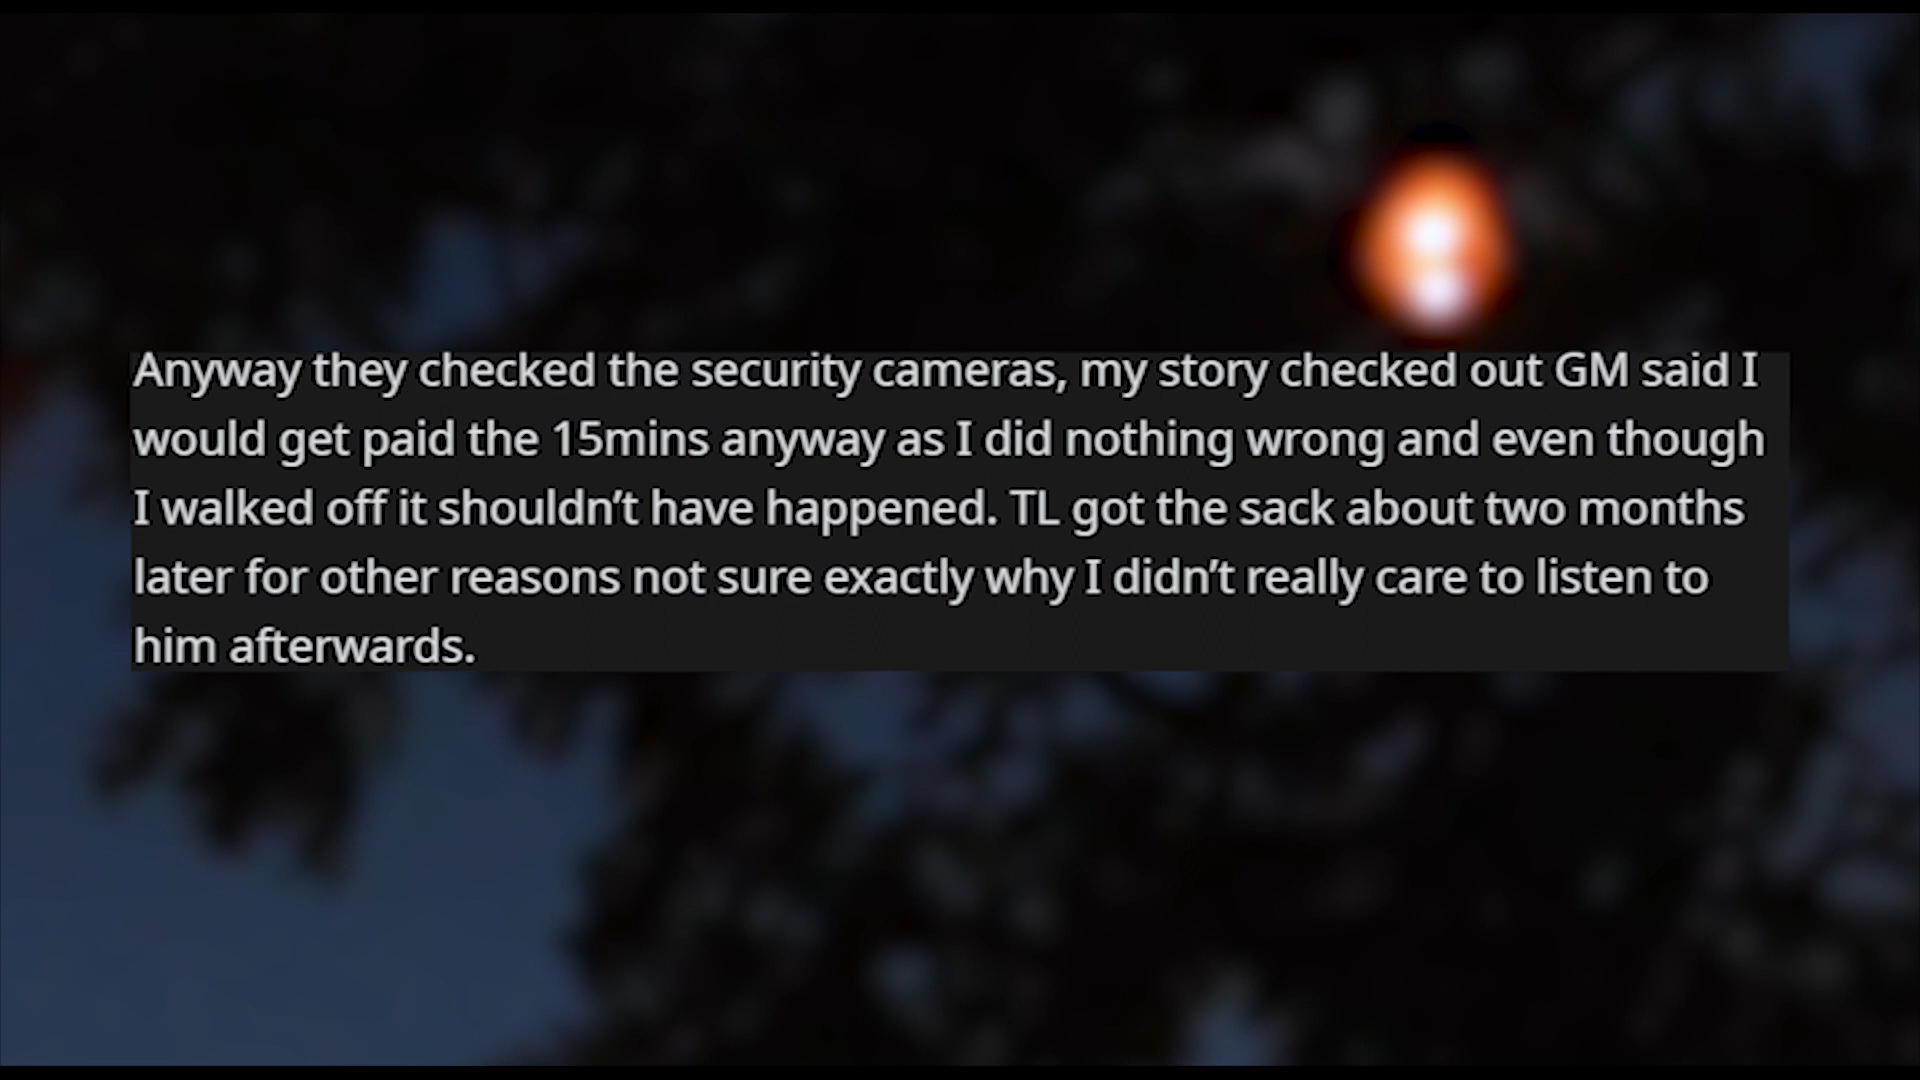 Anyway they checked the security cameras, my story checked out GM said I
would get paid the 15mins anyway as I did nothing wrong and even though
I walked off it shouldn’t have happened. TL got the sack about two months
later for other reasons not sure exactly why I didn’t really care to listen to
him afterwards.